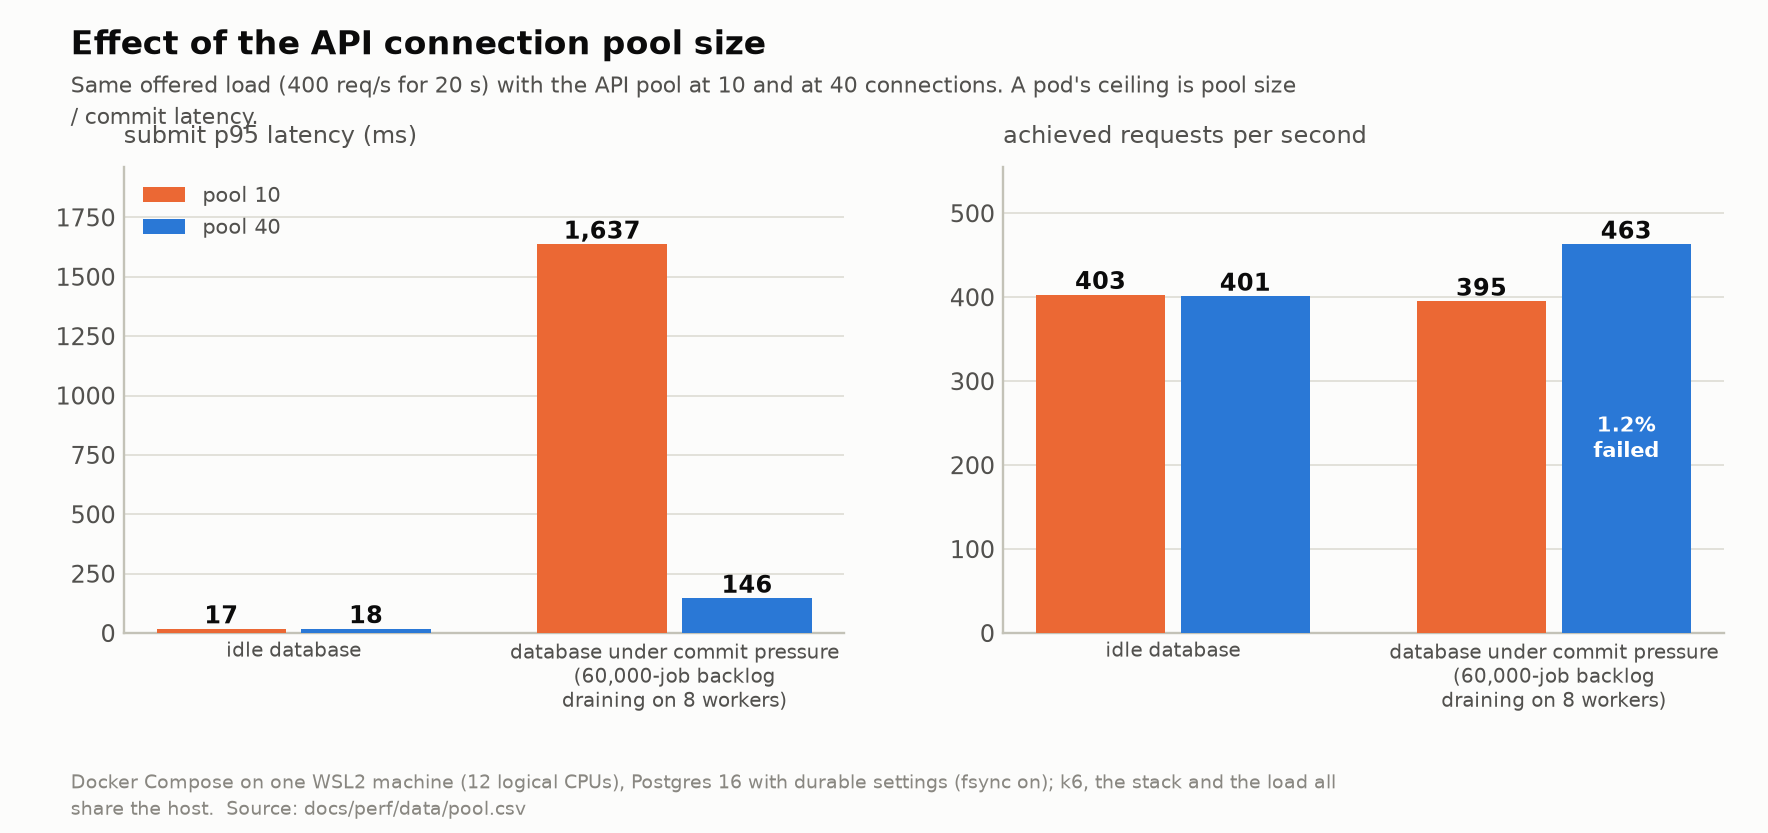 Effect of the API connection pool size
Same offered load (400 req/s for 20 s) with the API pool at 10 and at 40 connections. A pod's ceiling is pool size
/ commit latency.
submit p95 latency (ms)
pool 10
pool 40
1750
1500
1250
1000
750
500
250
0
17
18
1,637
146
idle database
database under commit pressure
(60,000-job backlog
draining on 8 workers)
achieved requests per second
500
400
300
200
100
0
403
401
395
463
1.2%
failed
idle database
database under commit pressure
(60,000-job backlog
draining on 8 workers)
Docker Compose on one WSL2 machine (12 logical CPUs), Postgres 16 with durable settings (fsync on); k6, the stack and the load all
share the host.  Source: docs/perf/data/pool.csv